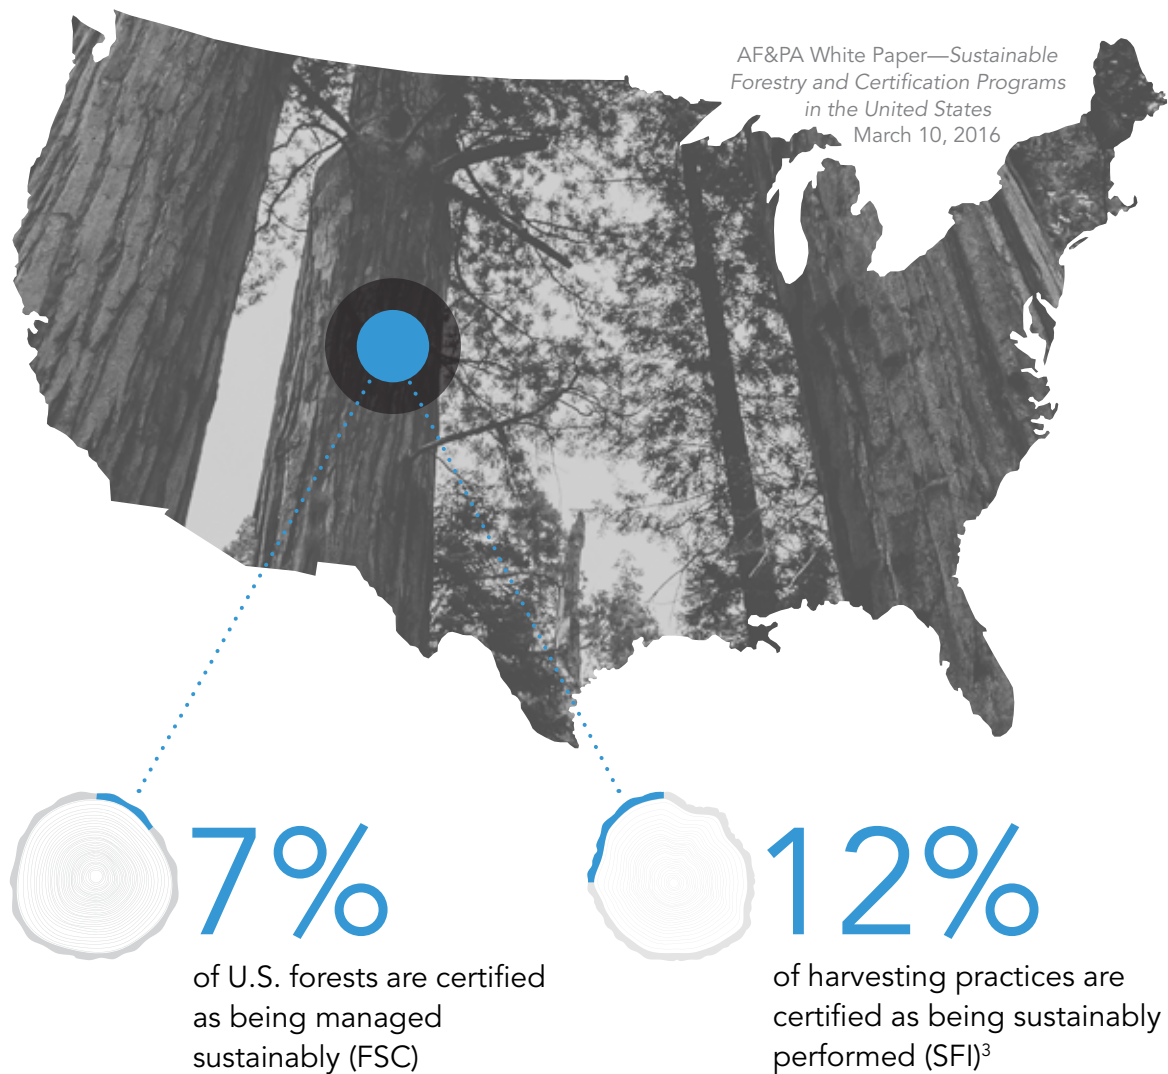 AF&PA White Paper—Sustainable
Forestry and Certification Programs
in the United States
March 10, 2016
7%
of U.S. forests are certified
as being managed
sustainably (FSC)
12%
of harvesting practices are
certified as being sustainably
performed (SFI)³